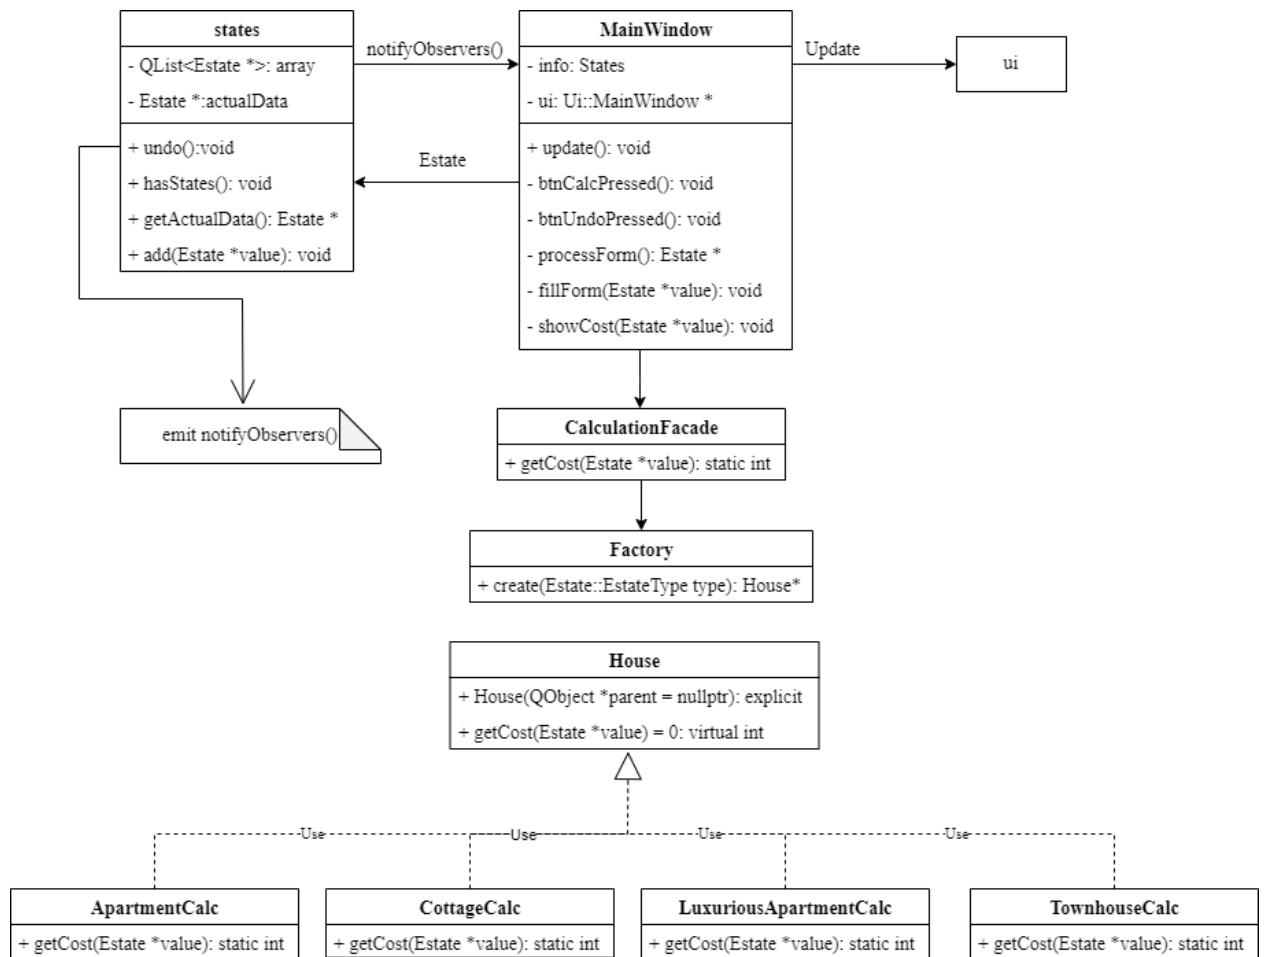 states
- QList<Estate *>: array
- Estate *:actualData
+ undo():void
+ hasStates(): void
+ getActualData(): Estate *
+ add(Estate *value): void
notifyObservers()
Estate
MainWindow
- info: States
- ui: Ui::MainWindow *
+ update(): void
- btnCalcPressed(): void
- btnUndoPressed(): void
- processForm(): Estate *
- fillForm(Estate *value): void
- showCost(Estate *value): void
Update
ui
emit notifyObservers()
CalculationFacade
+ getCost(Estate *value): static int
Factory
+ create(Estate::EstateType type): House*
House
+ House(QObject *parent = nullptr): explicit
+ getCost(Estate *value) = 0: virtual int
Use
Use
Use
Use
ApartmentCalc
+ getCost(Estate *value): static int
CottageCalc
+ getCost(Estate *value): static int
LuxuriousApartmentCalc
+ getCost(Estate *value): static int
TownhouseCalc
+ getCost(Estate *value): static int